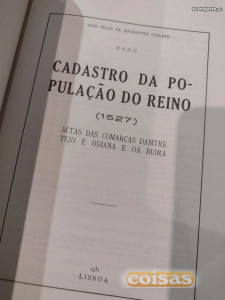 CADASTRO DA PO-
PULAÇÃO DO REINO
(1527)
ACTAS DAS COMARCAS DAMTRE
TEJO E ODIANA E DA BEIRA
LISBOA
coisas